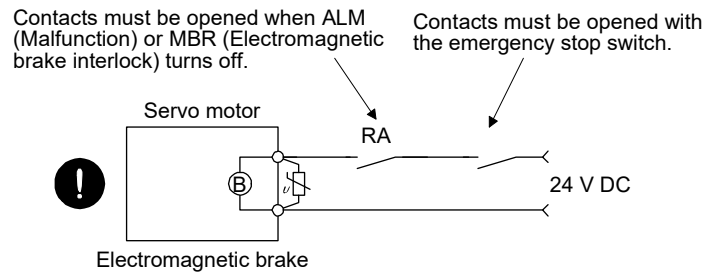 Contacts must be opened when ALM
(Malfunction) or MBR (Electromagnetic
brake interlock) turns off.
Contacts must be opened with
the emergency stop switch.
Servo motor
RA
B
υ
24 V DC
Electromagnetic brake